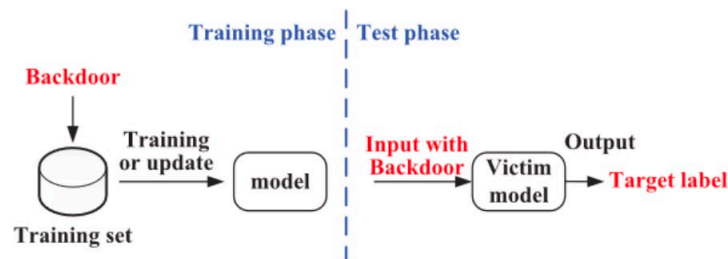 Training phase
Test phase
Backdoor
Training
or update
model
Training set
Input with
Backdoor
Victim
model
Output
Target label